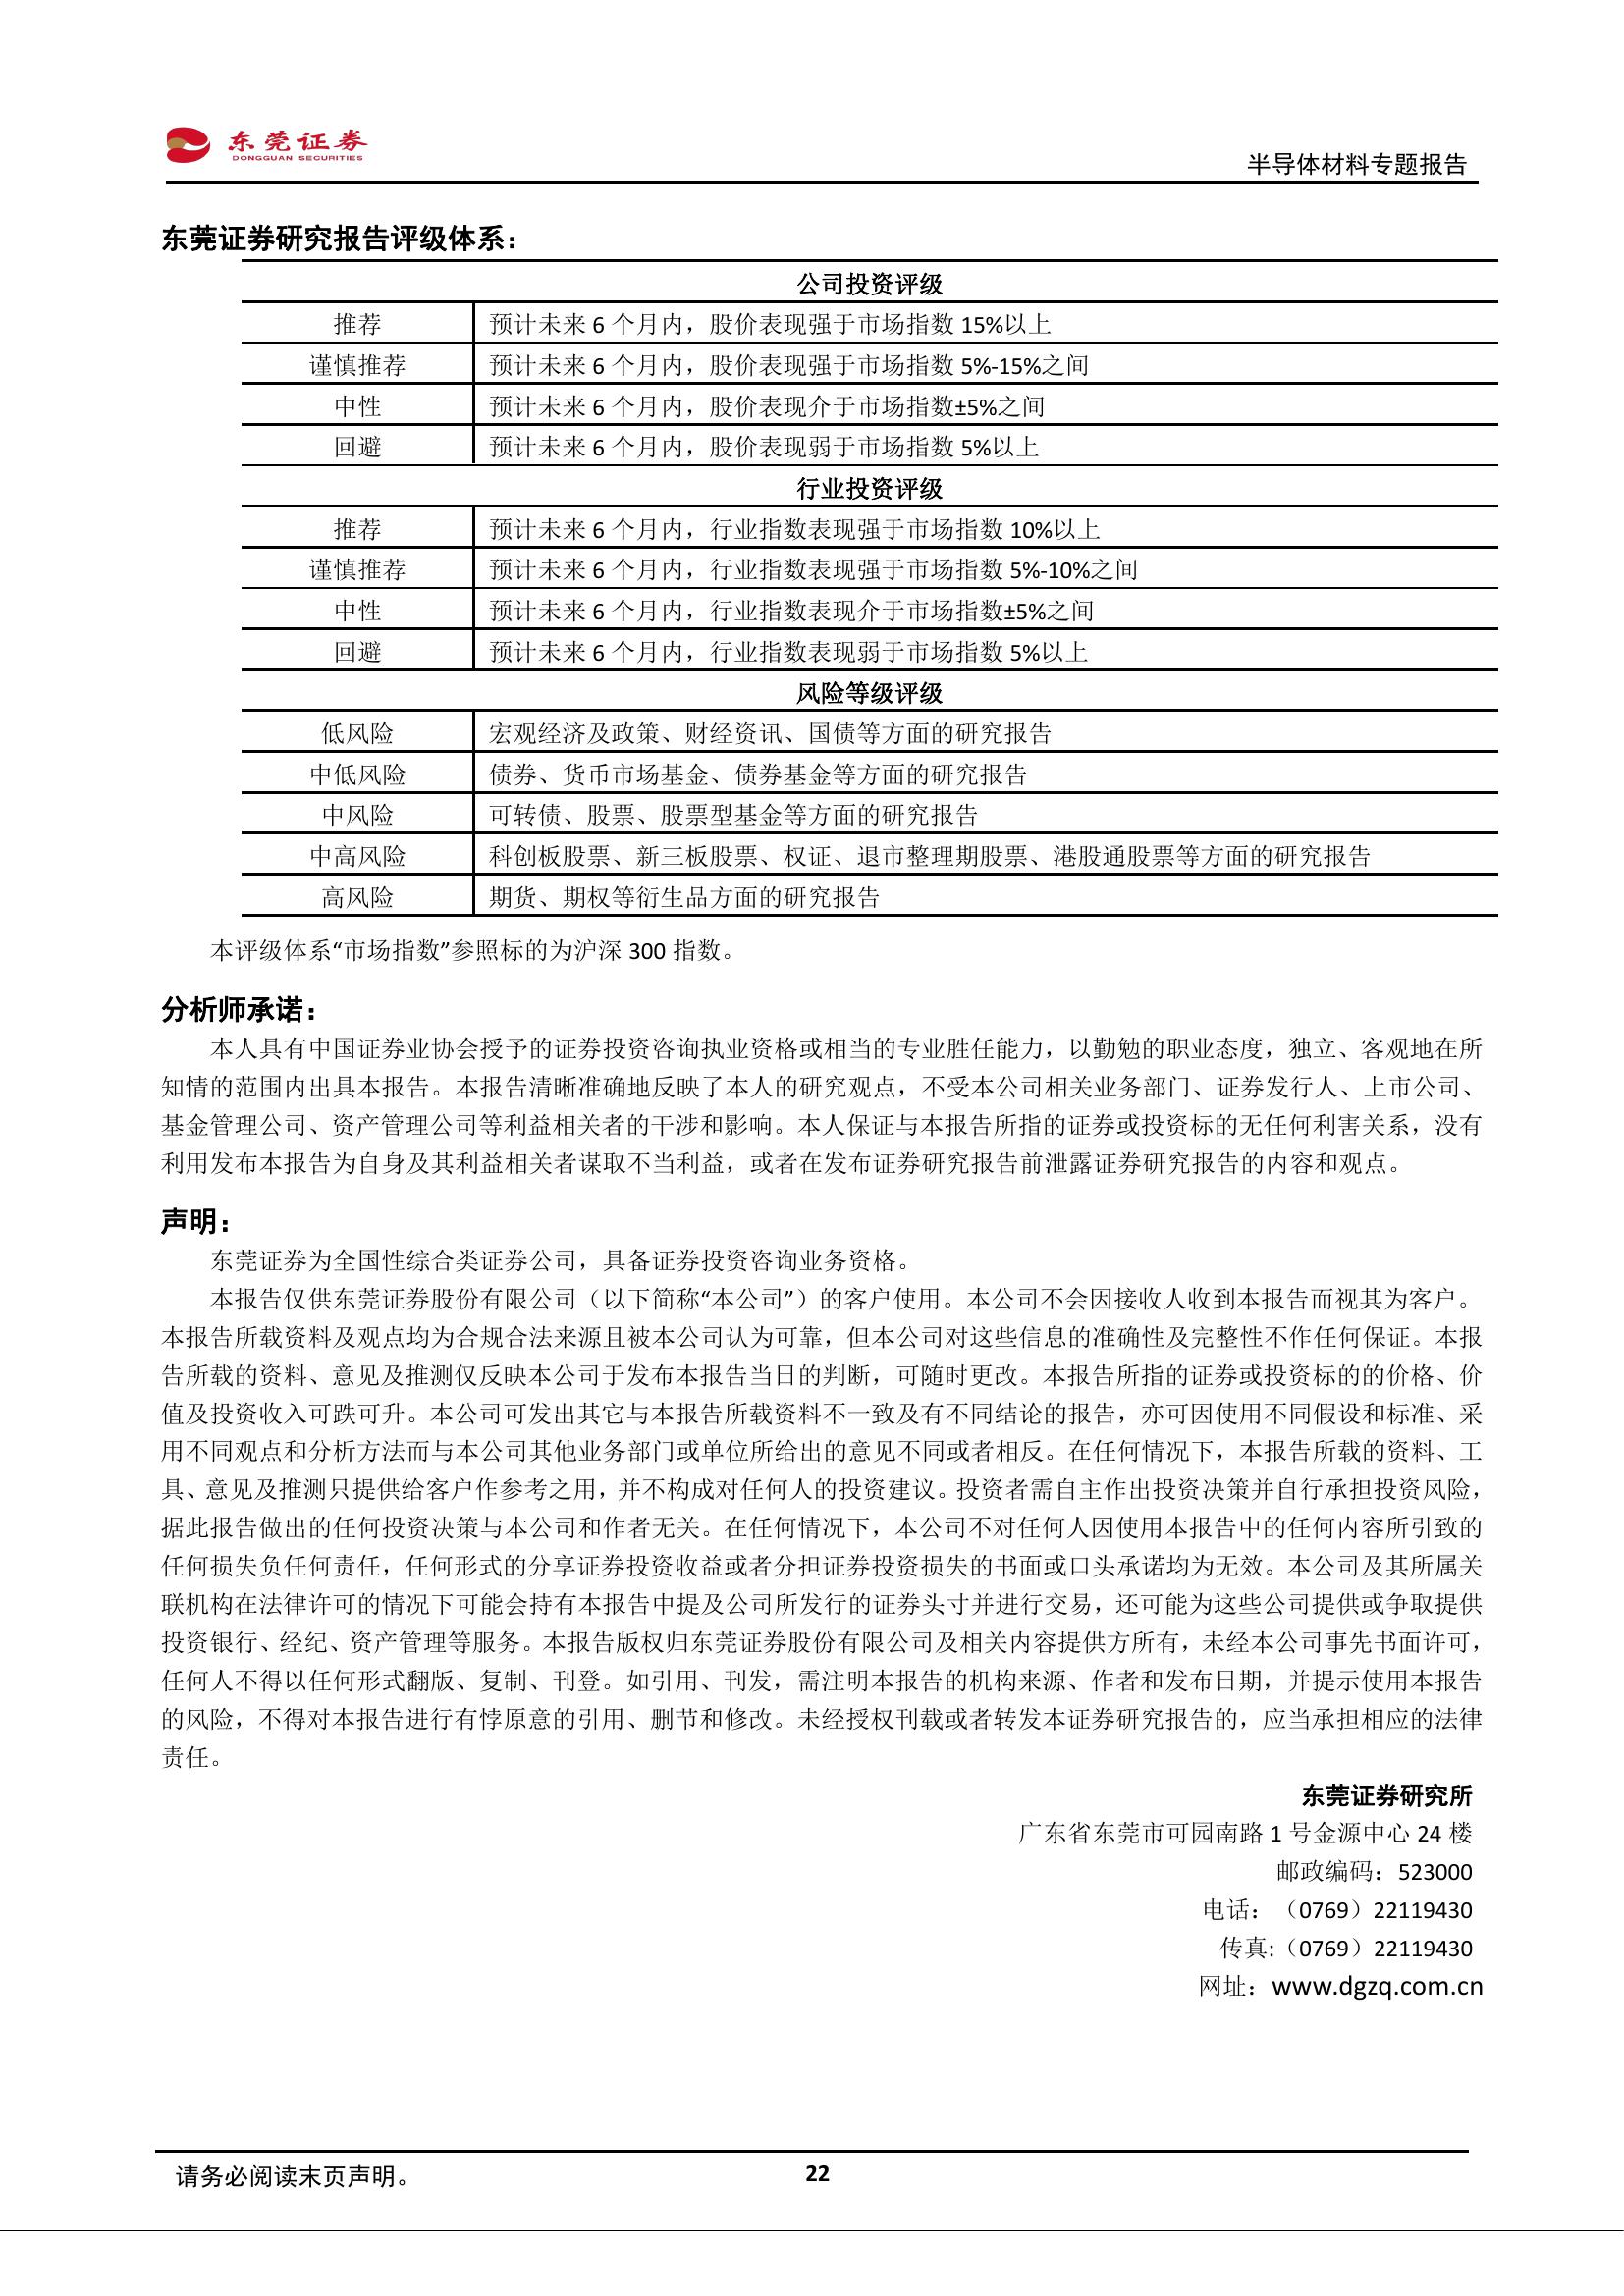 东莞证券
DONGGUAN SECURITIES
半导体材料专题报告
东莞证券研究报告评级体系：
公司投资评级
推荐 预计未来 6 个月内，股价表现强于市场指数 15%以上
谨慎推荐 预计未来 6 个月内，股价表现强于市场指数 5%-15%之间
中性 预计未来 6 个月内，股价表现介于市场指数±5%之间
回避 预计未来 6 个月内，股价表现弱于市场指数 5%以上
行业投资评级
推荐 预计未来 6 个月内，行业指数表现强于市场指数 10%以上
谨慎推荐 预计未来 6 个月内，行业指数表现强于市场指数 5%-10%之间
中性 预计未来 6 个月内，行业指数表现介于市场指数±5%之间
回避 预计未来 6 个月内，行业指数表现弱于市场指数 5%以上
风险等级评级
低风险 宏观经济及政策、财经资讯、国债等方面的研究报告
中低风险 债券、货币市场基金、债券基金等方面的研究报告
中风险 可转债、股票、股票型基金等方面的研究报告
中高风险 科创板股票、新三板股票、权证、退市整理期股票、港股通股票等方面的研究报告
高风险 期货、期权等衍生品方面的研究报告
本评级体系“市场指数”参照标的为沪深 300 指数。
分析师承诺：
本人具有中国证券业协会授予的证券投资咨询执业资格或相当的专业胜任能力，以勤勉的职业态度，独立、客观地在所
知情的范围内出具本报告。本报告清晰准确地反映了本人的研究观点，不受本公司相关业务部门、证券发行人、上市公司、
基金管理公司、资产管理公司等利益相关者的干涉和影响。本人保证与本报告所指的证券或投资标的无任何利害关系，没有
利用发布本报告为自身及其利益相关者谋取不当利益，或者在发布证券研究报告前泄露证券研究报告的内容和观点。
声明：
东莞证券为全国性综合类证券公司，具备证券投资咨询业务资格。
本报告仅供东莞证券股份有限公司（以下简称“本公司”）的客户使用。本公司不会因接收人收到本报告而视其为客户。
本报告所载资料及观点均为合规合法来源且被本公司认为可靠，但本公司对这些信息的准确性及完整性不作任何保证。本报
告所载的资料、意见及推测仅反映本公司于发布本报告当日的判断，可随时更改。本报告所指的证券或投资标的的价格、价
值及投资收入可跌可升。本公司可发出其它与本报告所载资料不一致及有不同结论的报告，亦可因使用不同假设和标准、采
用不同观点和分析方法而与本公司其他业务部门或单位所给出的意见不同或者相反。在任何情况下，本报告所载的资料、工
具、意见及推测只提供给客户作参考之用，并不构成对任何人的投资建议。投资者需自主作出投资决策并自行承担投资风险，
据此报告做出的任何投资决策与本公司和作者无关。在任何情况下，本公司不对任何人因使用本报告中的任何内容所引致的
任何损失负任何责任，任何形式的分享证券投资收益或者分担证券投资损失的书面或口头承诺均为无效。本公司及其所属关
联机构在法律许可的情况下可能会持有本报告中提及公司所发行的证券头寸并进行交易，还可能为这些公司提供或争取提供
投资银行、经纪、资产管理等服务。本报告版权归东莞证券股份有限公司及相关内容提供方所有，未经本公司事先书面许可，
任何人不得以任何形式翻版、复制、刊登。如引用、刊发，需注明本报告的机构来源、作者和发布日期，并提示使用本报告
的风险，不得对本报告进行有悖原意的引用、删节和修改。未经授权刊载或者转发本证券研究报告的，应当承担相应的法律
责任。
东莞证券研究所
广东省东莞市可园南路 1 号金源中心 24 楼
邮政编码：523000
电话：（0769）22119430
传真:（0769）22119430
网址：www.dgzq.com.cn
请务必阅读末页声明。
22